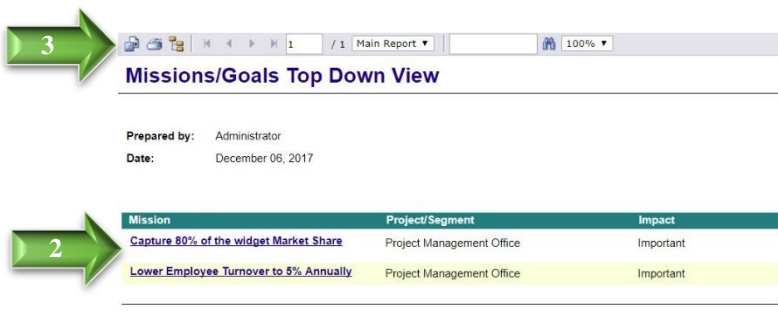 3
1 / 1 Main Report 100%
Missions/Goals Top Down View
Prepared by: Administrator
Date: December 06, 2017
Mission Project/Segment Impact
2
Capture 80% of the widget Market Share Project Management Office Important
Lower Employee Turnover to 5% Annually Project Management Office Important